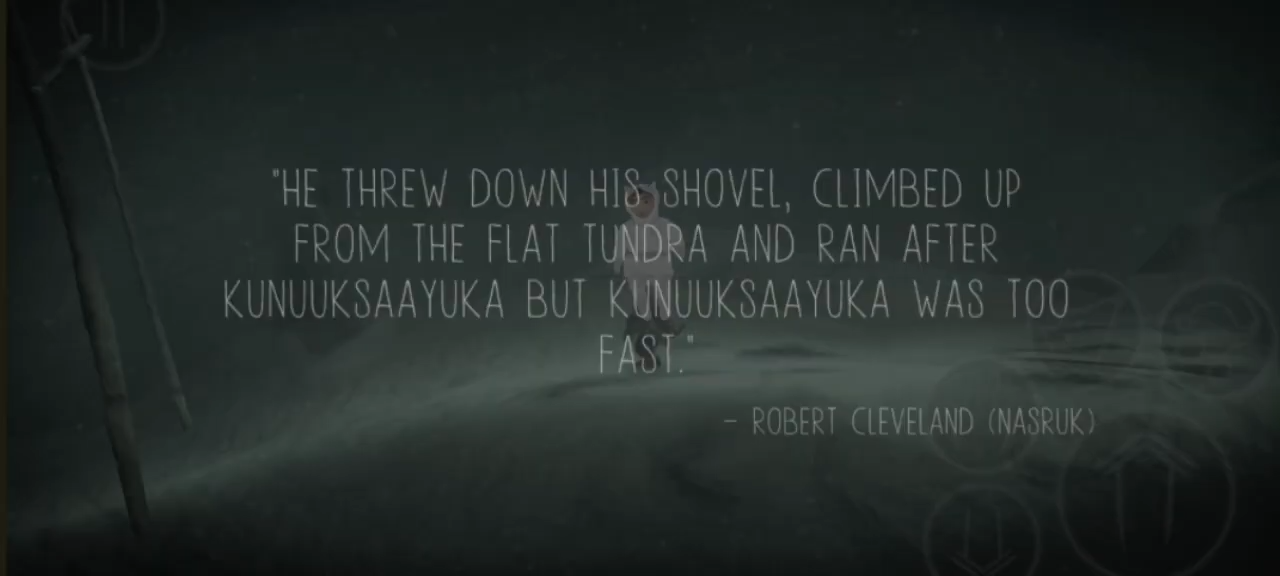 "HE THREW DOWN HIS SHOVEL, CLIMBED UP
FROM THE FLAT TUNDRA AND RAN AFTER
KUNUUKSAAYUKA BUT KUNUUKSAAYUKA WAS TOO
FAST."
- ROBERT CLEVELAND (NASRUK)